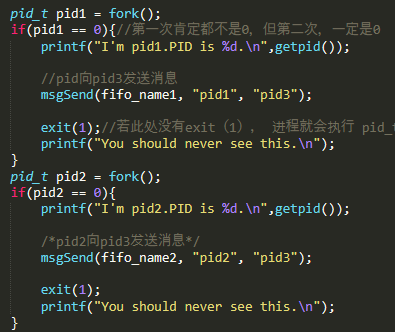 pid_t pid1 = fork();
if(pid1 == 0){//第一次肯定都不是0, 但第二次, 一定是0
printf("I'm pid1.PID is %d.\n",getpid());
//pid向pid3发送消息
msgSend(fifo_name1, "pid1", "pid3");
exit(1);//若此处没有exit（1）， 进程就会执行 pid_t
printf("You should never see this.\n");
}
pid_t pid2 = fork();
if(pid2 == 0){
printf("I'm pid2.PID is %d.\n",getpid());
/*pid2向pid3发送消息*/
msgSend(fifo_name2, "pid2", "pid3");
exit(1);
printf("You should never see this.\n");
}